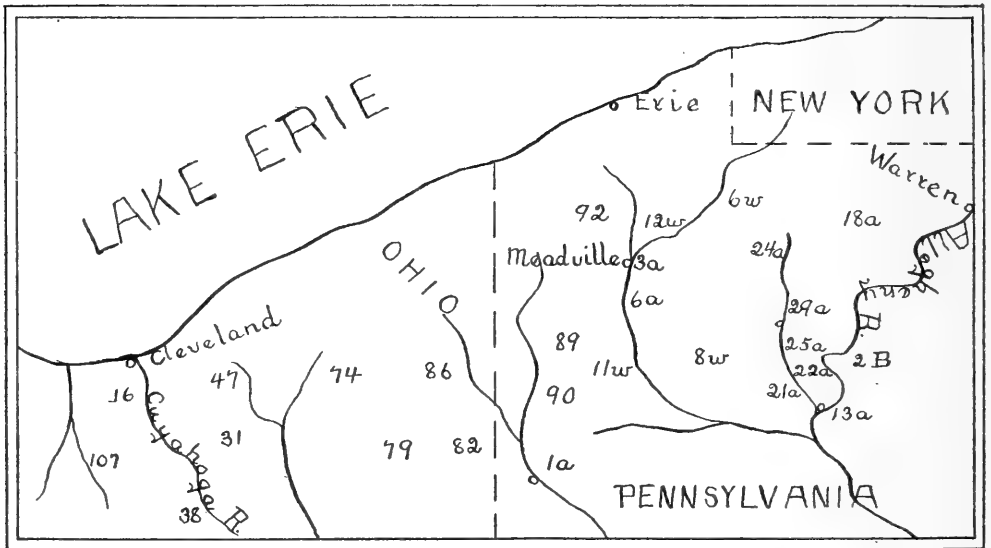 LAKE ERIE
Erie
NEW YORK
Warren
Allegheny R.
OHIO
92
12w
6w
18a
Meadville
3a
24a
6a
29a
Cleveland
89
11w
8w
25a
2B
16
47
74
86
90
22a
21a
13a
Cuyahoga R.
31
79
82
1a
107
38
PENNSYLVANIA